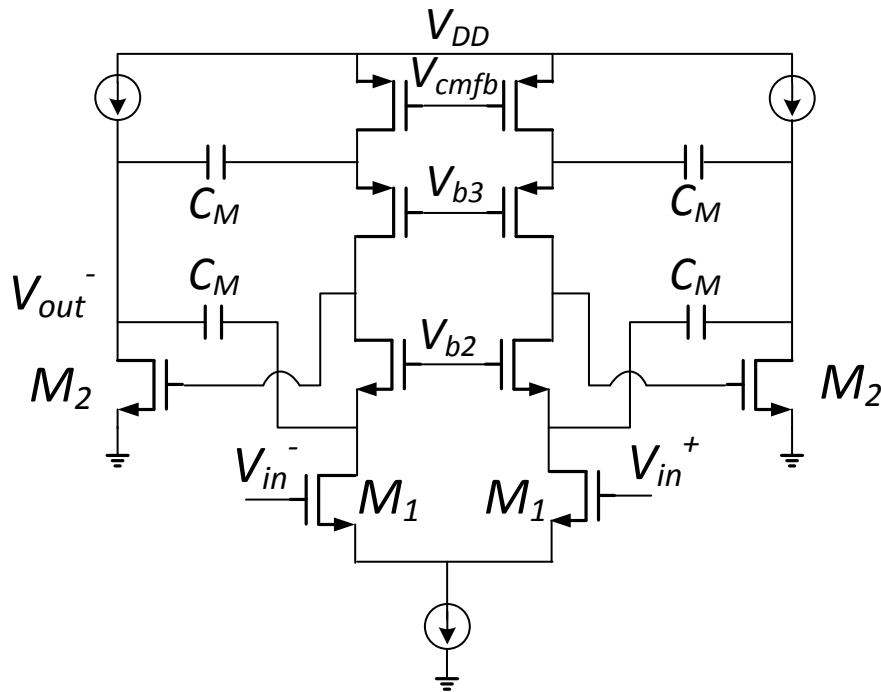 V_DD
V_cmfb
C_M V_b3 C_M
C_M C_M
V_out^-
V_b2
M_2 M_2
V_in^- V_in^+
M_1 M_1